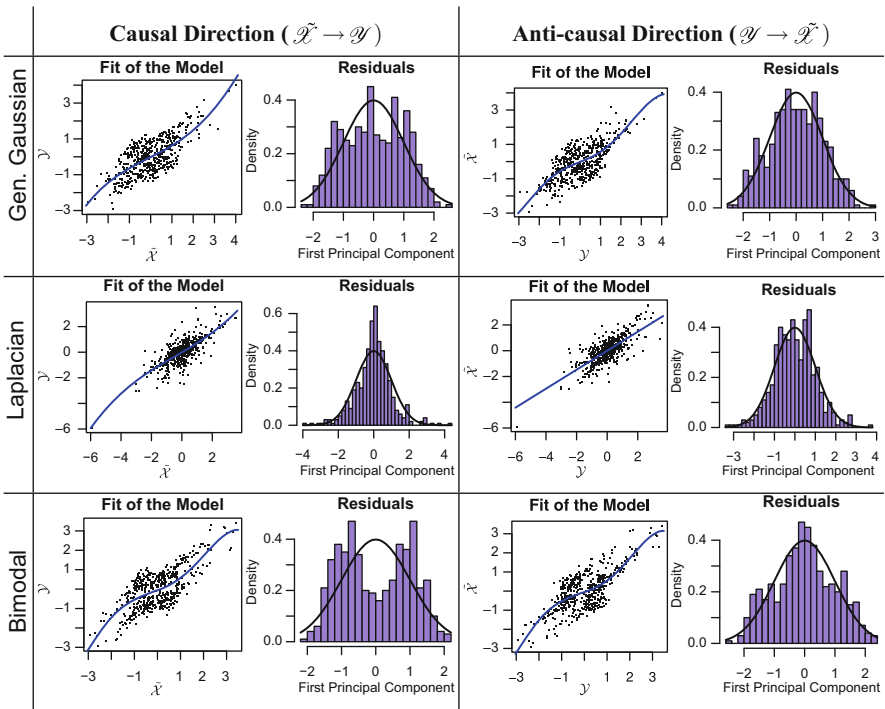 Causal Direction ( 𝒳̃ → 𝒴 )
Anti-causal Direction ( 𝒴 → 𝒳̃ )
Gen. Gaussian
Fit of the Model
𝒴
3
1
−1
−3
−3 −1 0 1 2 3 4
𝒳̃
Residuals
Density
0.4
0.2
0.0
−2 −1 0 1 2
First Principal Component
Fit of the Model
𝒳̃
3
1
−1
−3
−3 −1 0 1 2 3 4
𝒴
Residuals
Density
0.4
0.2
0.0
−2 −1 0 1 2 3
First Principal Component
Laplacian
Fit of the Model
𝒴
2
0
−2
−6
−6 −4 −2 0 2
𝒳̃
Residuals
Density
0.6
0.4
0.2
0.0
−4 −2 0 2 4
First Principal Component
Fit of the Model
𝒳̃
2
0
−2
−6
−6 −4 −2 0 2
𝒴
Residuals
Density
0.4
0.2
0.0
−3 −1 0 1 2 3 4
First Principal Component
Bimodal
Fit of the Model
𝒴
3
1
−1
−3
−3 −2 −1 0 1 2 3
𝒳̃
Residuals
Density
0.4
0.2
0.0
−2 −1 0 1 2
First Principal Component
Fit of the Model
𝒳̃
3
1
−1
−3
−3 −2 −1 0 1 2 3
𝒴
Residuals
Density
0.4
0.2
0.0
−2 −1 0 1 2
First Principal Component